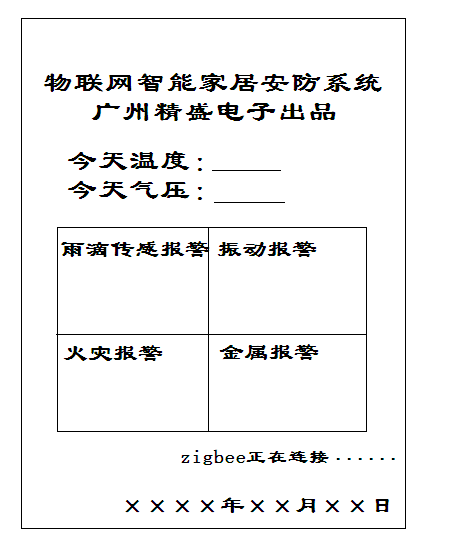 物联网智能家居安防系统
广州精盛电子出品
今天温度：______
今天气压：______
雨滴传感报警 振动报警
火灾报警 金属报警
zigbee正在连接······
××××年××月××日